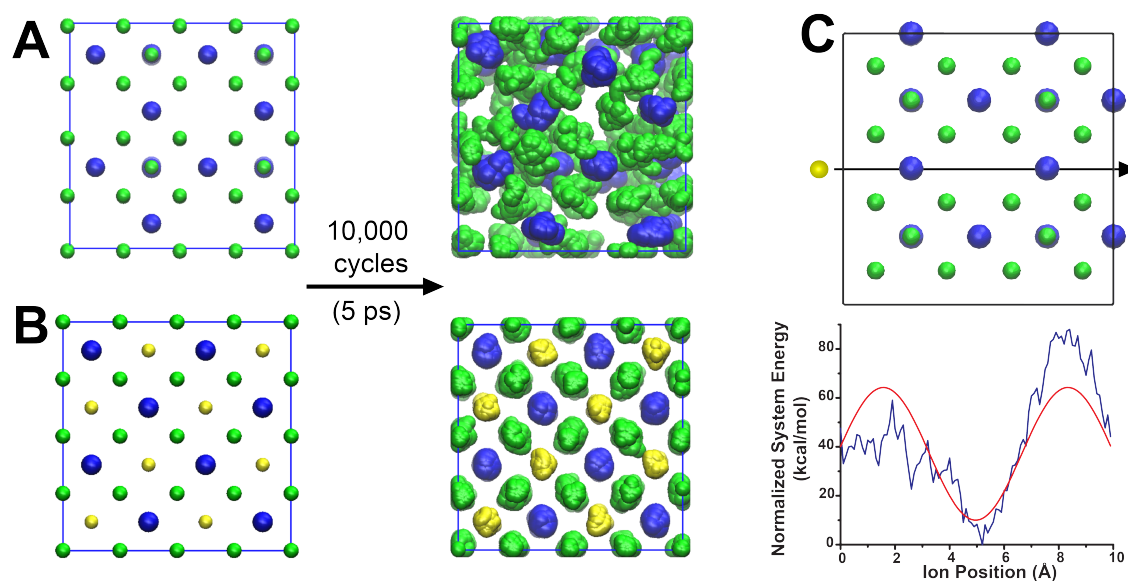 A
10,000
cycles
(5 ps)
B
C
Normalized System Energy
(kcal/mol)
80
60
40
20
0
0
2
4
6
8
10
Ion Position (Å)